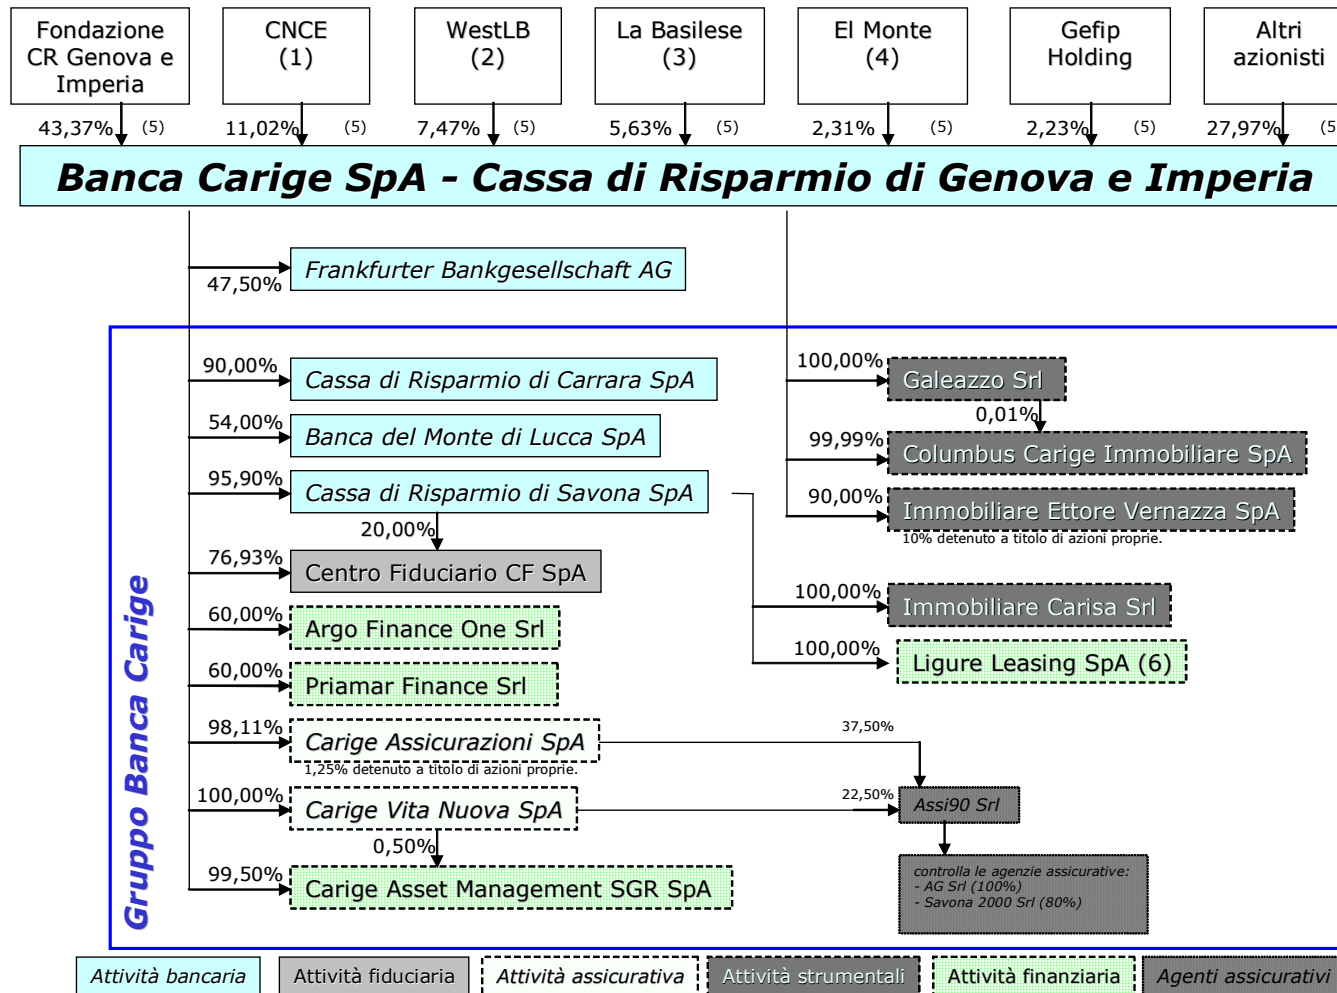 Fondazione
CR Genova e
Imperia
CNCE
(1)
WestLB
(2)
La Basilese
(3)
El Monte
(4)
Gefip
Holding
Altri
azionisti
43,37% (5)
11,02% (5)
7,47% (5)
5,63% (5)
2,31% (5)
2,23% (5)
27,97% (5
Banca Carige SpA - Cassa di Risparmio di Genova e Imperia
Frankfurter Bankgesellschaft AG
47,50%
Gruppo Banca Carige
90,00%
Cassa di Risparmio di Carrara SpA
54,00%
Banca del Monte di Lucca SpA
95,90%
Cassa di Risparmio di Savona SpA
20,00%
76,93%
Centro Fiduciario CF SpA
60,00%
Argo Finance One Srl
60,00%
Priamar Finance Srl
98,11%
Carige Assicurazioni SpA
1,25% detenuto a titolo di azioni proprie.
100,00%
Carige Vita Nuova SpA
0,50%
99,50%
Carige Asset Management SGR SpA
100,00%
Galeazzo Srl
0,01%
99,99%
Columbus Carige Immobiliare SpA
90,00%
Immobiliare Ettore Vernazza SpA
10% detenuto a titolo di azioni proprie.
100,00%
Immobiliare Carisa Srl
100,00%
Ligure Leasing SpA (6)
37,50%
22,50%
Assi90 Srl
controlla le agenzie assicurative:
- AG Srl (100%)
- Savona 2000 Srl (80%)
Attività bancaria
Attività fiduciaria
Attività assicurativa
Attività strumentali
Attività finanziaria
Agenti assicurativi